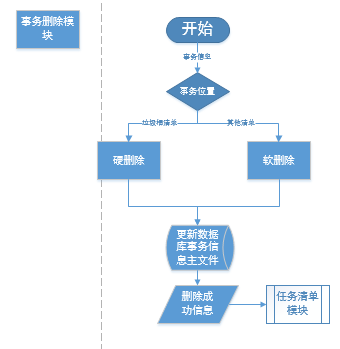 事务删除模
块
开始
事务信息
事务位置
垃圾桶清单
其他清单
硬删除
软删除
更新数据
库事务信
息主文件
删除成
功信息
任务清单
模块